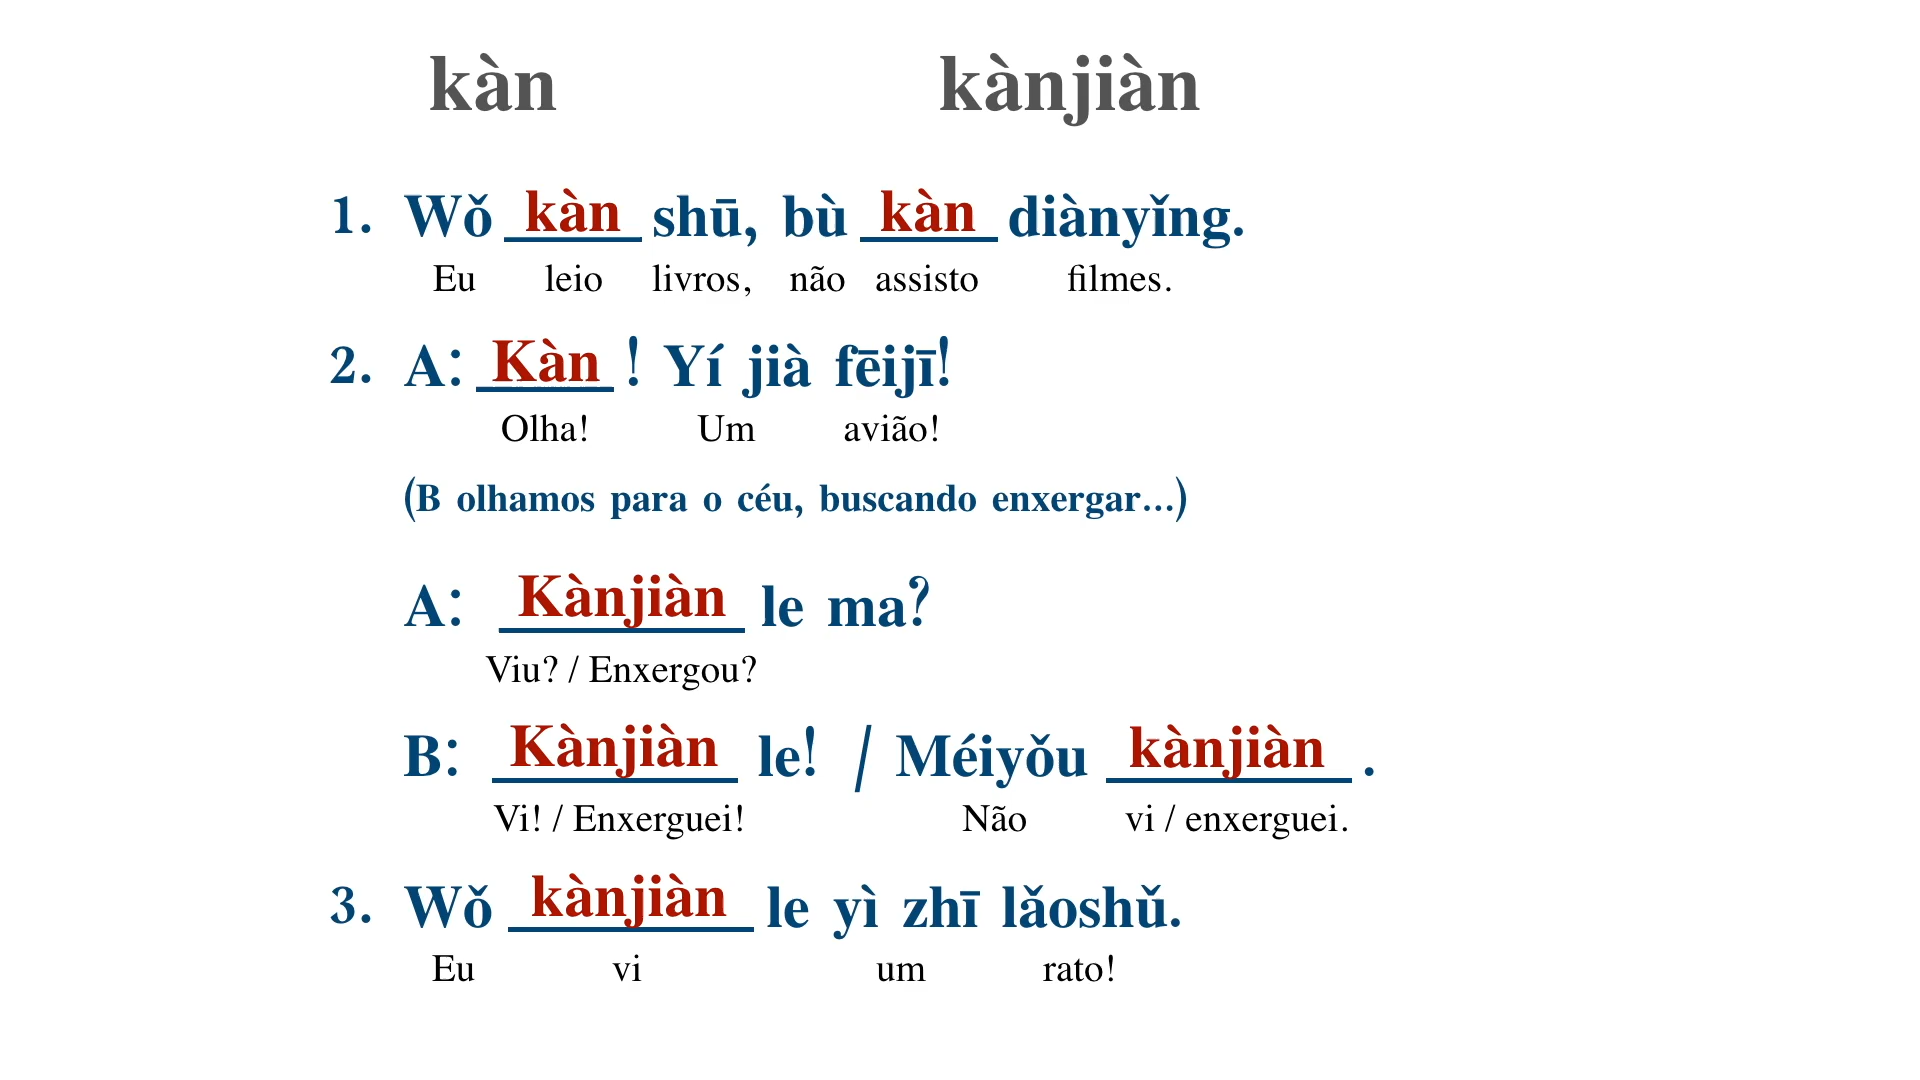 kàn kànjiàn
1. Wǒ kàn shū, bù kàn diànyǐng.
Eu leio livros, não assisto filmes.
2. A: Kàn ! Yí jià fēijī!
Olha! Um avião!
(B olhamos para o céu, buscando enxergar...)
A: Kànjiàn le ma?
Viu? / Enxergou?
B: Kànjiàn le! / Méiyǒu kànjiàn .
Vi! / Enxerguei! Não vi / enxerguei.
3. Wǒ kànjiàn le yì zhī lǎoshǔ.
Eu vi um rato!